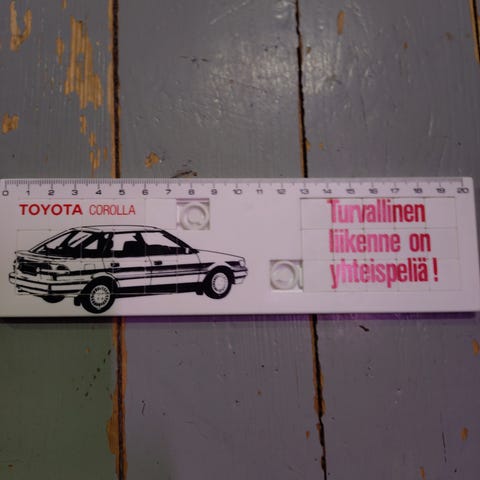 0 1 2 3 4 5 6 7 8 9 10 11 12 13 14 15 16 17 18 19 20
TOYOTA COROLLA
Turvallinen
liikenne on
yhteispeliä!